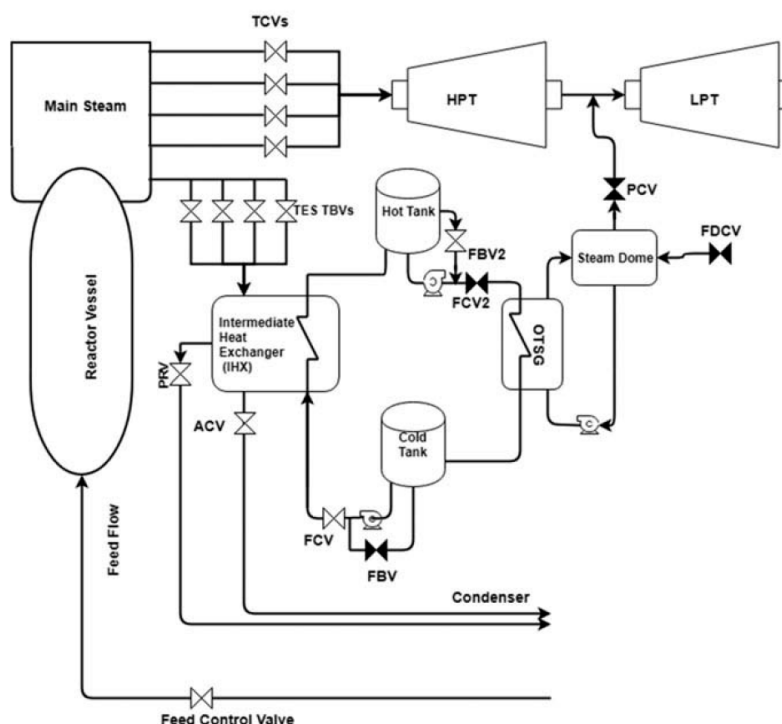 TCVs
Main Steam
HPT
LPT
PCV
TES TBVs
Hot Tank
FBV2
FCV2
Steam Dome
FDCV
Reactor Vessel
Intermediate
Heat
Exchanger
(IHX)
OTSG
PRV
ACV
Cold
Tank
FCV
FBV
Feed Flow
Condenser
Feed Control Valve